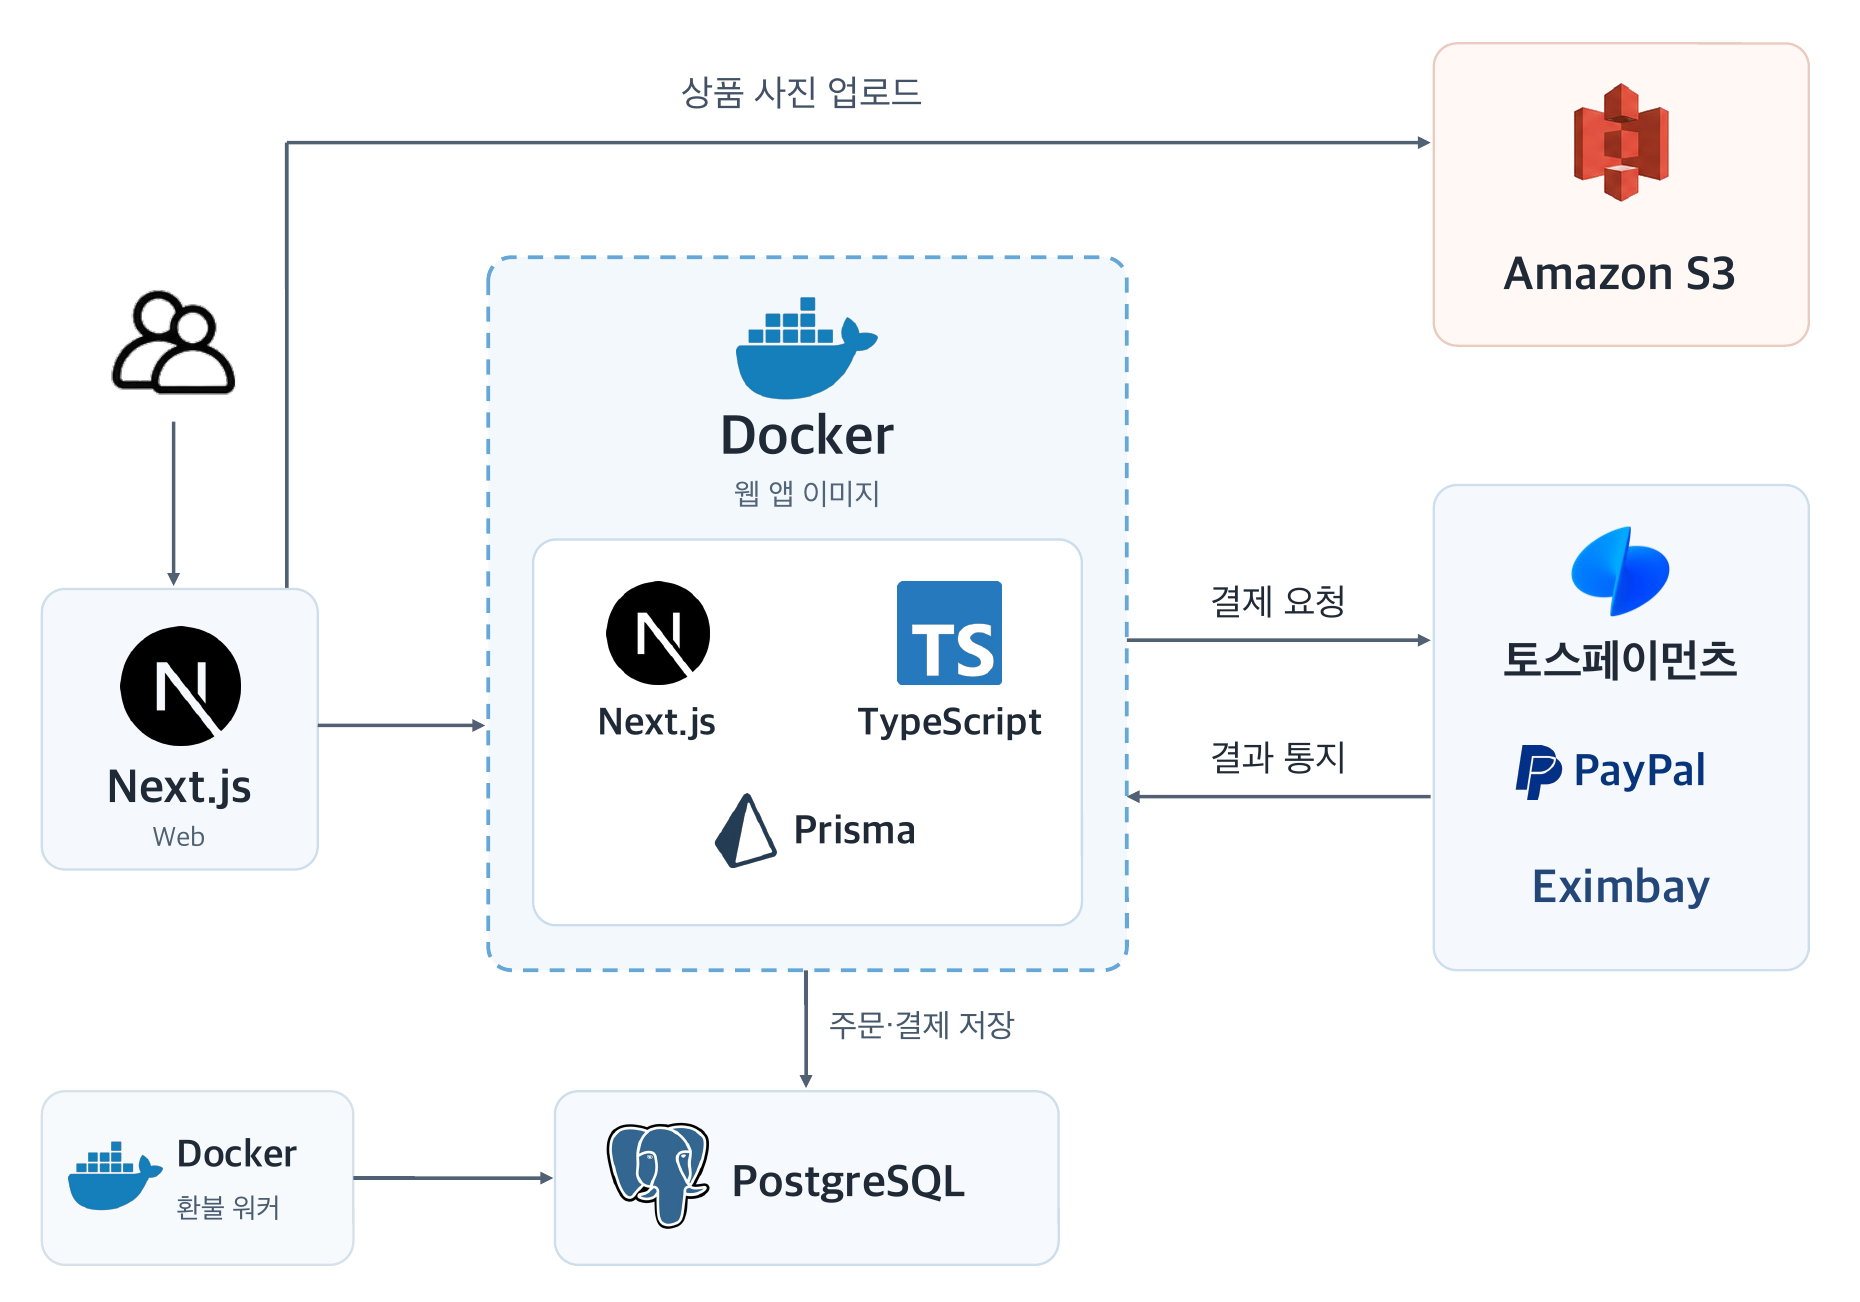 상품 사진 업로드
Amazon S3
Docker
웹 앱 이미지
Next.js
Web
Next.js
TypeScript
Prisma
결제 요청
결과 통지
토스페이먼츠
PayPal
Eximbay
주문·결제 저장
Docker
환불 워커
PostgreSQL